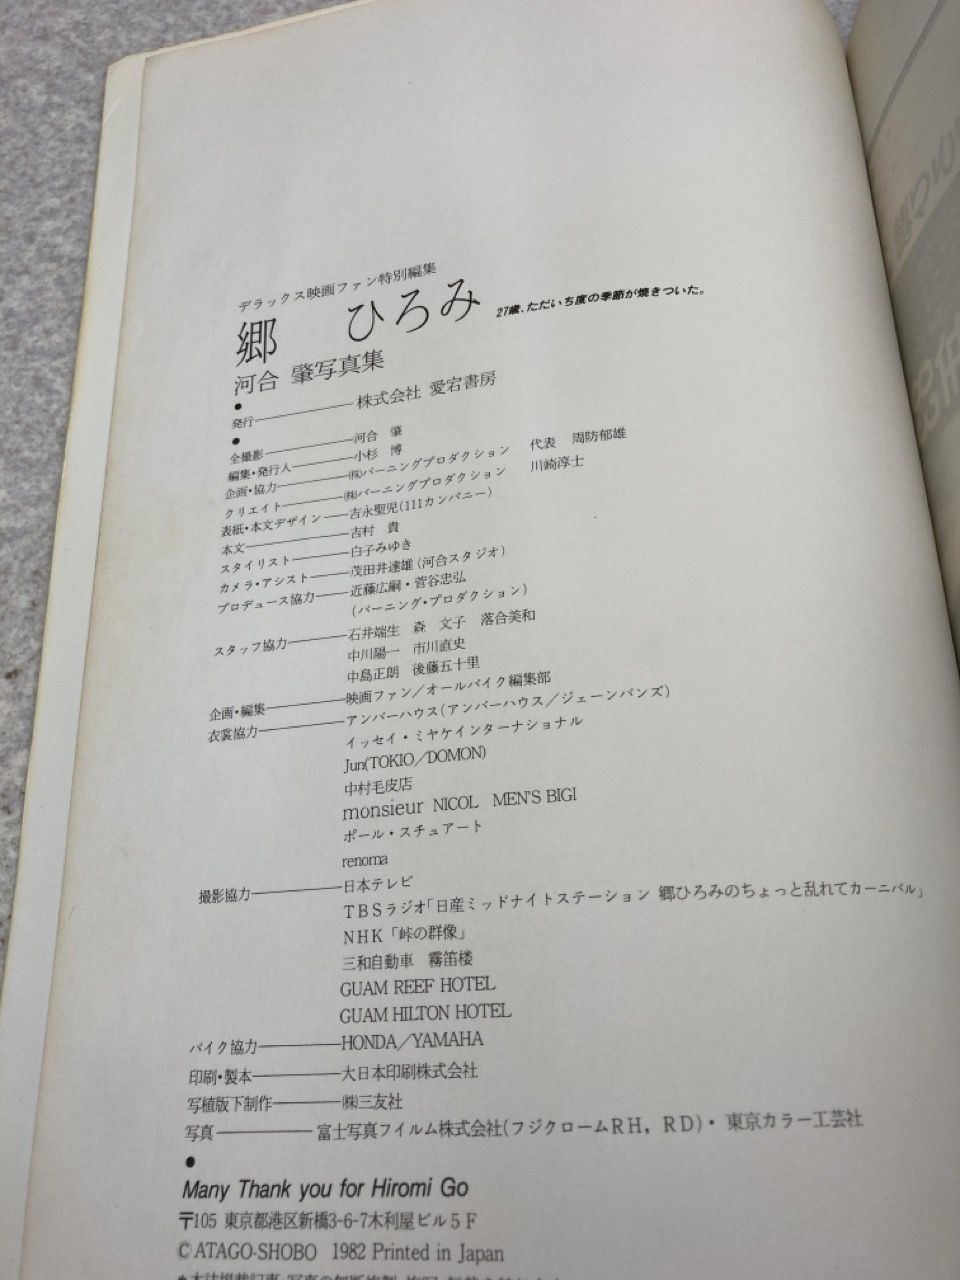 デラックス映画ファン特別編集
郷 ひろみ 27歳、ただいち度の季節が焼きついた。
河合 肇写真集
●
発行――株式会社 愛宕書房
●
全撮影――河合 肇
編集・発行人――小杉 博
企画・協力――㈱バーニングプロダクション 代表 周防郁雄
クリエイト――㈱バーニングプロダクション 川崎淳士
表紙・本文デザイン――吉永聖児(111カンパニー)
本文――吉村 貴
スタイリスト――白子みゆき
カメラ・アシスト――茂田井達雄(河合スタジオ)
プロデュース協力――近藤広嗣・菅谷忠弘
(バーニング・プロダクション)
スタッフ協力――石井端生 森 文子 落合美和
中川陽一 市川直史
中島正朗 後藤五十里
企画・編集――映画ファン/オールバイク編集部
衣裳協力――アンバーハウス(アンバーハウス/ジェーンバンズ)
イッセイ・ミヤケインターナショナル
Jun(TOKIO/DOMON)
中村毛皮店
monsieur NICOL MEN'S BIGI
ポール・スチュアート
renoma
撮影協力――日本テレビ
TBSラジオ「日産ミッドナイトステーション 郷ひろみのちょっと乱れてカーニバル」
NHK「峠の群像」
三和自動車 霧笛楼
GUAM REEF HOTEL
GUAM HILTON HOTEL
バイク協力――HONDA/YAMAHA
印刷・製本――大日本印刷株式会社
写植版下制作――㈱三友社
写真――富士写真フイルム株式会社(フジクロームRH, RD)・東京カラー工芸社
●
Many Thank you for Hiromi Go
〒105 東京都港区新橋3-6-7木利屋ビル5F
©ATAGO-SHOBO 1982 Printed in Japan